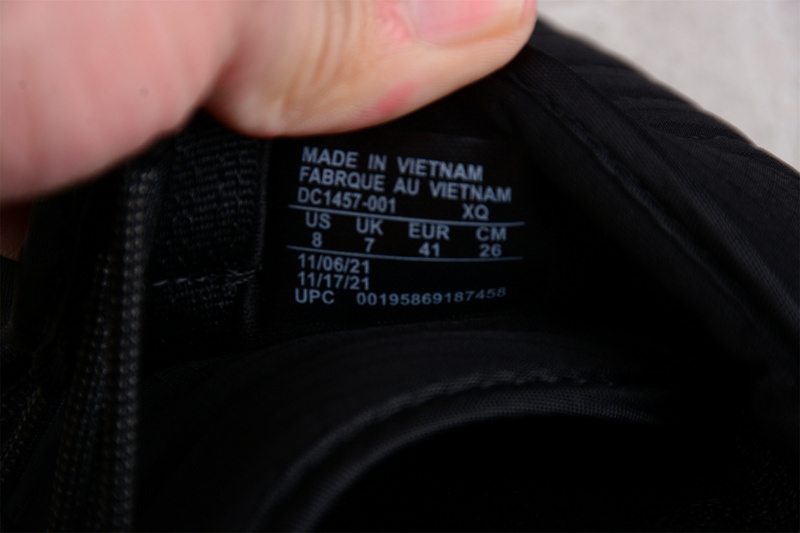 MADE IN VIETNAM
FABRQUE AU VIETNAM
DC1457-001 XQ
US UK EUR CM
8 7 41 26
11/06/21
11/17/21
UPC 00195869187458